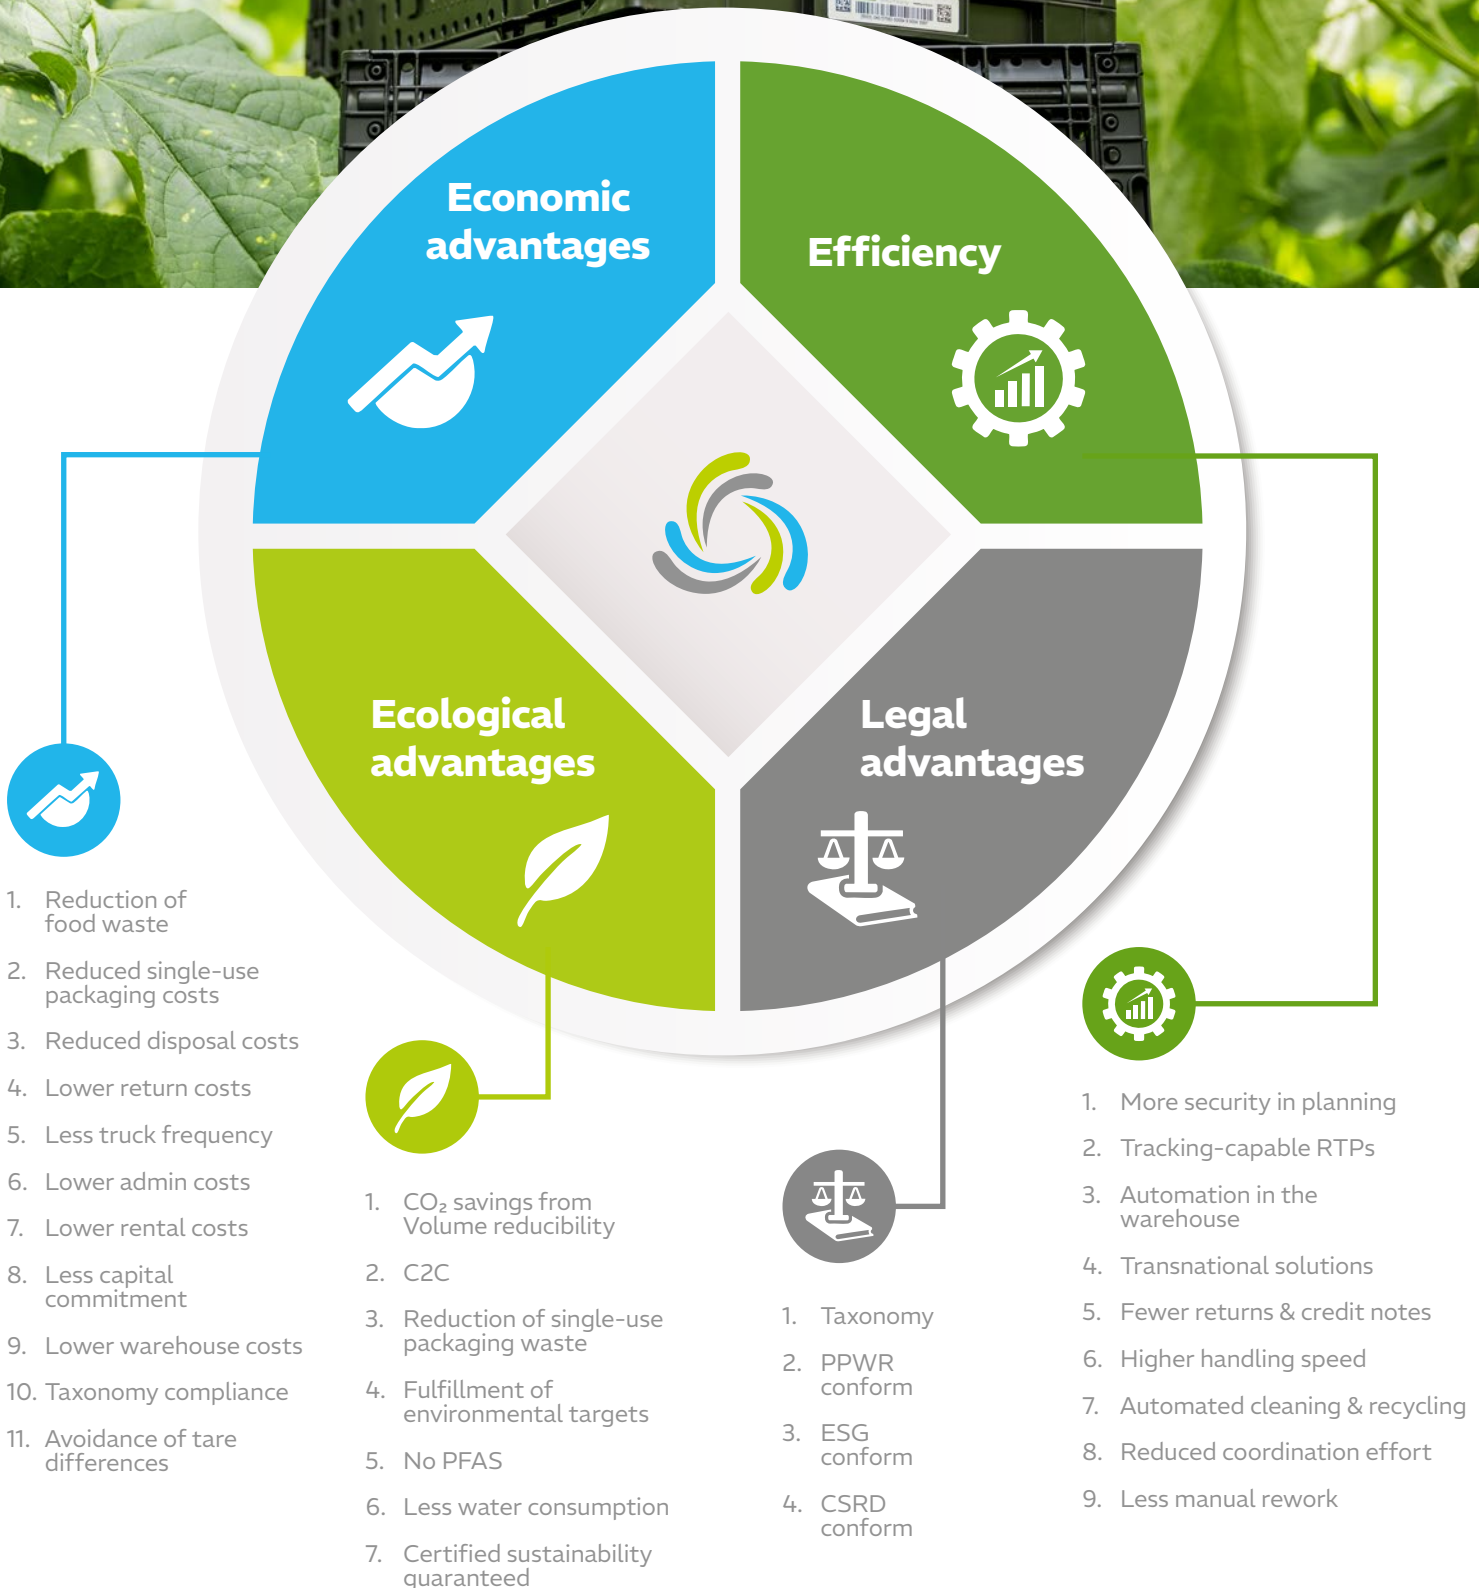 Economic
advantages
Efficiency
Ecological
advantages
Legal
advantages
1. Reduction of
food waste
2. Reduced single-use
packaging costs
3. Reduced disposal costs
4. Lower return costs
5. Less truck frequency
6. Lower admin costs
7. Lower rental costs
8. Less capital
commitment
9. Lower warehouse costs
10. Taxonomy compliance
11. Avoidance of tare
differences
1. CO₂ savings from
Volume reducibility
2. C2C
3. Reduction of single-use
packaging waste
4. Fulfillment of
environmental targets
5. No PFAS
6. Less water consumption
7. Certified sustainability
guaranteed
1. Taxonomy
2. PPWR
conform
3. ESG
conform
4. CSRD
conform
1. More security in planning
2. Tracking-capable RTPs
3. Automation in the
warehouse
4. Transnational solutions
5. Fewer returns & credit notes
6. Higher handling speed
7. Automated cleaning & recycling
8. Reduced coordination effort
9. Less manual rework